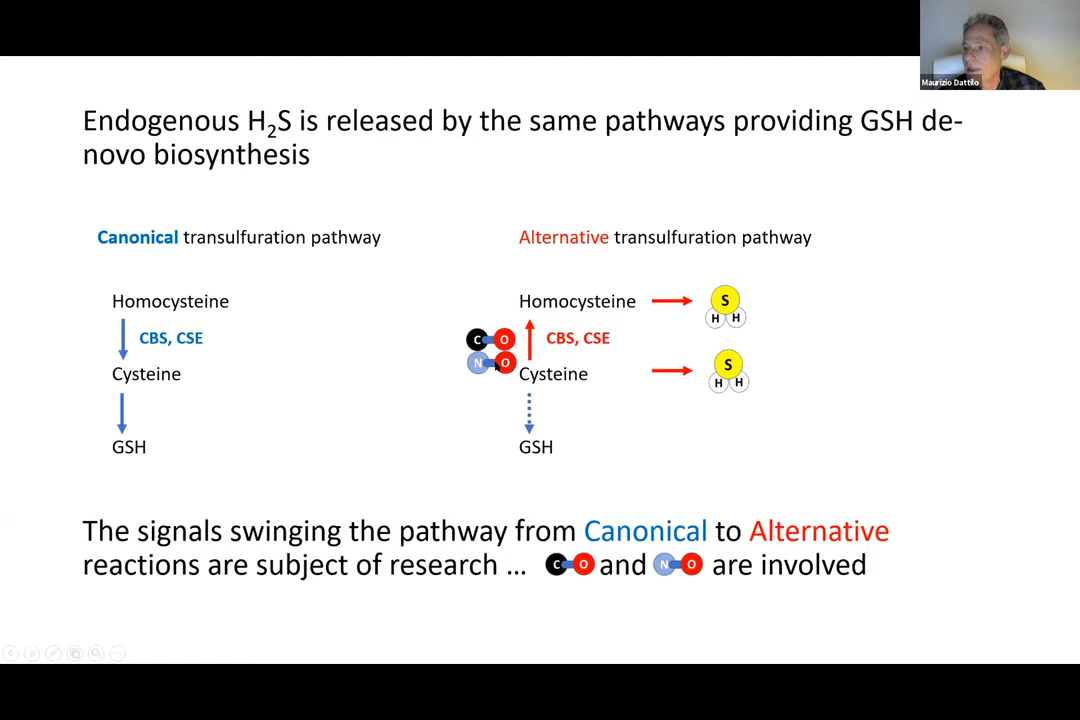 Maurizio Dattilo
Endogenous H₂S is released by the same pathways providing GSH de-
novo biosynthesis
Canonical transulfuration pathway
Homocysteine
CBS, CSE
Cysteine
GSH
Alternative transulfuration pathway
Homocysteine
S
H H
C O
CBS, CSE
N O
Cysteine
S
H H
GSH
The signals swinging the pathway from Canonical to Alternative
reactions are subject of research ... C O and N O are involved